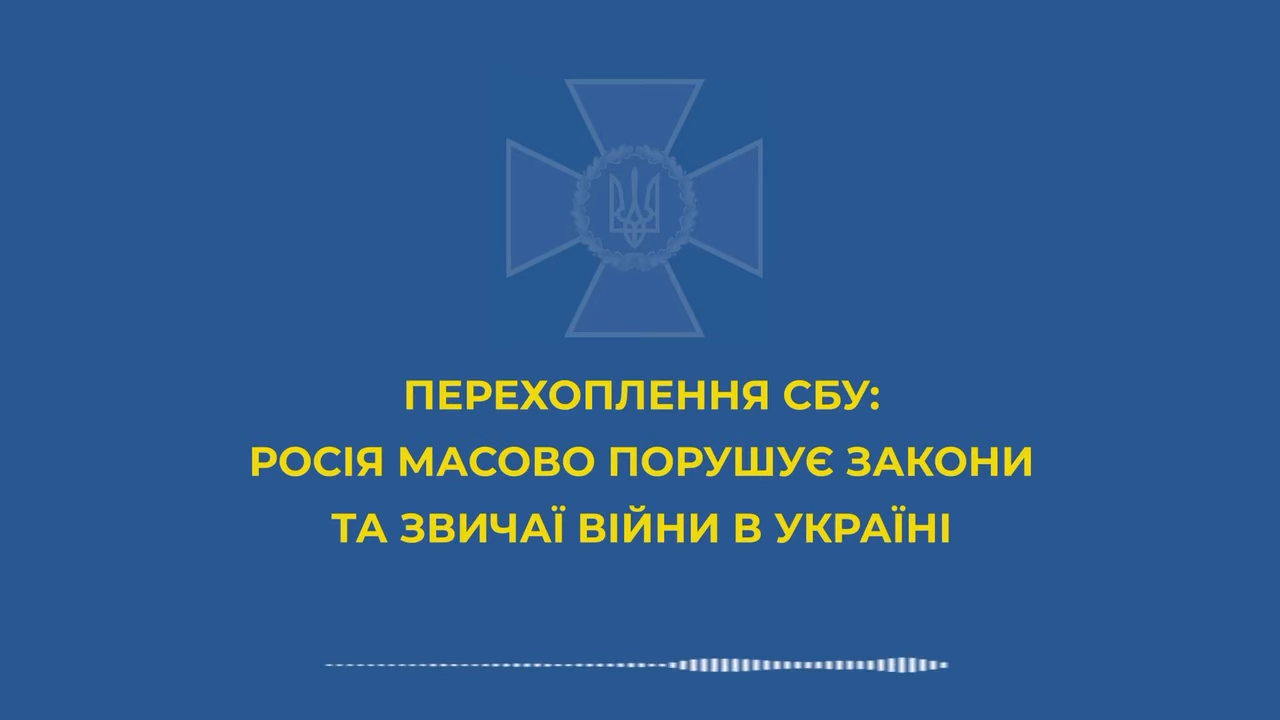 ПЕРЕХОПЛЕННЯ СБУ:
РОСІЯ МАСОВО ПОРУШУЄ ЗАКОНИ
ТА ЗВИЧАЇ ВІЙНИ В УКРАЇНІ